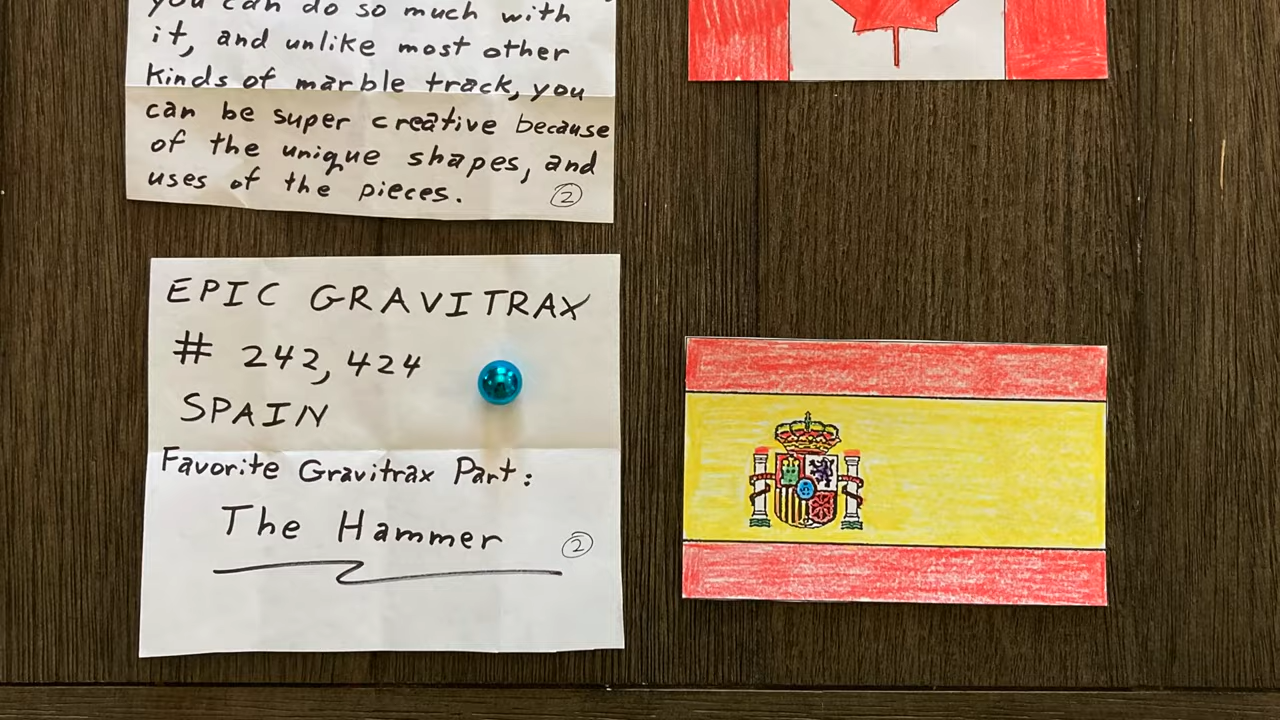 you can do so much with
it, and unlike most other
kinds of marble track, you
can be super creative because
of the unique shapes, and
uses of the pieces.
2
EPIC GRAVITRAX
# 242,424
SPAIN
Favorite Gravitrax Part:
The Hammer
2